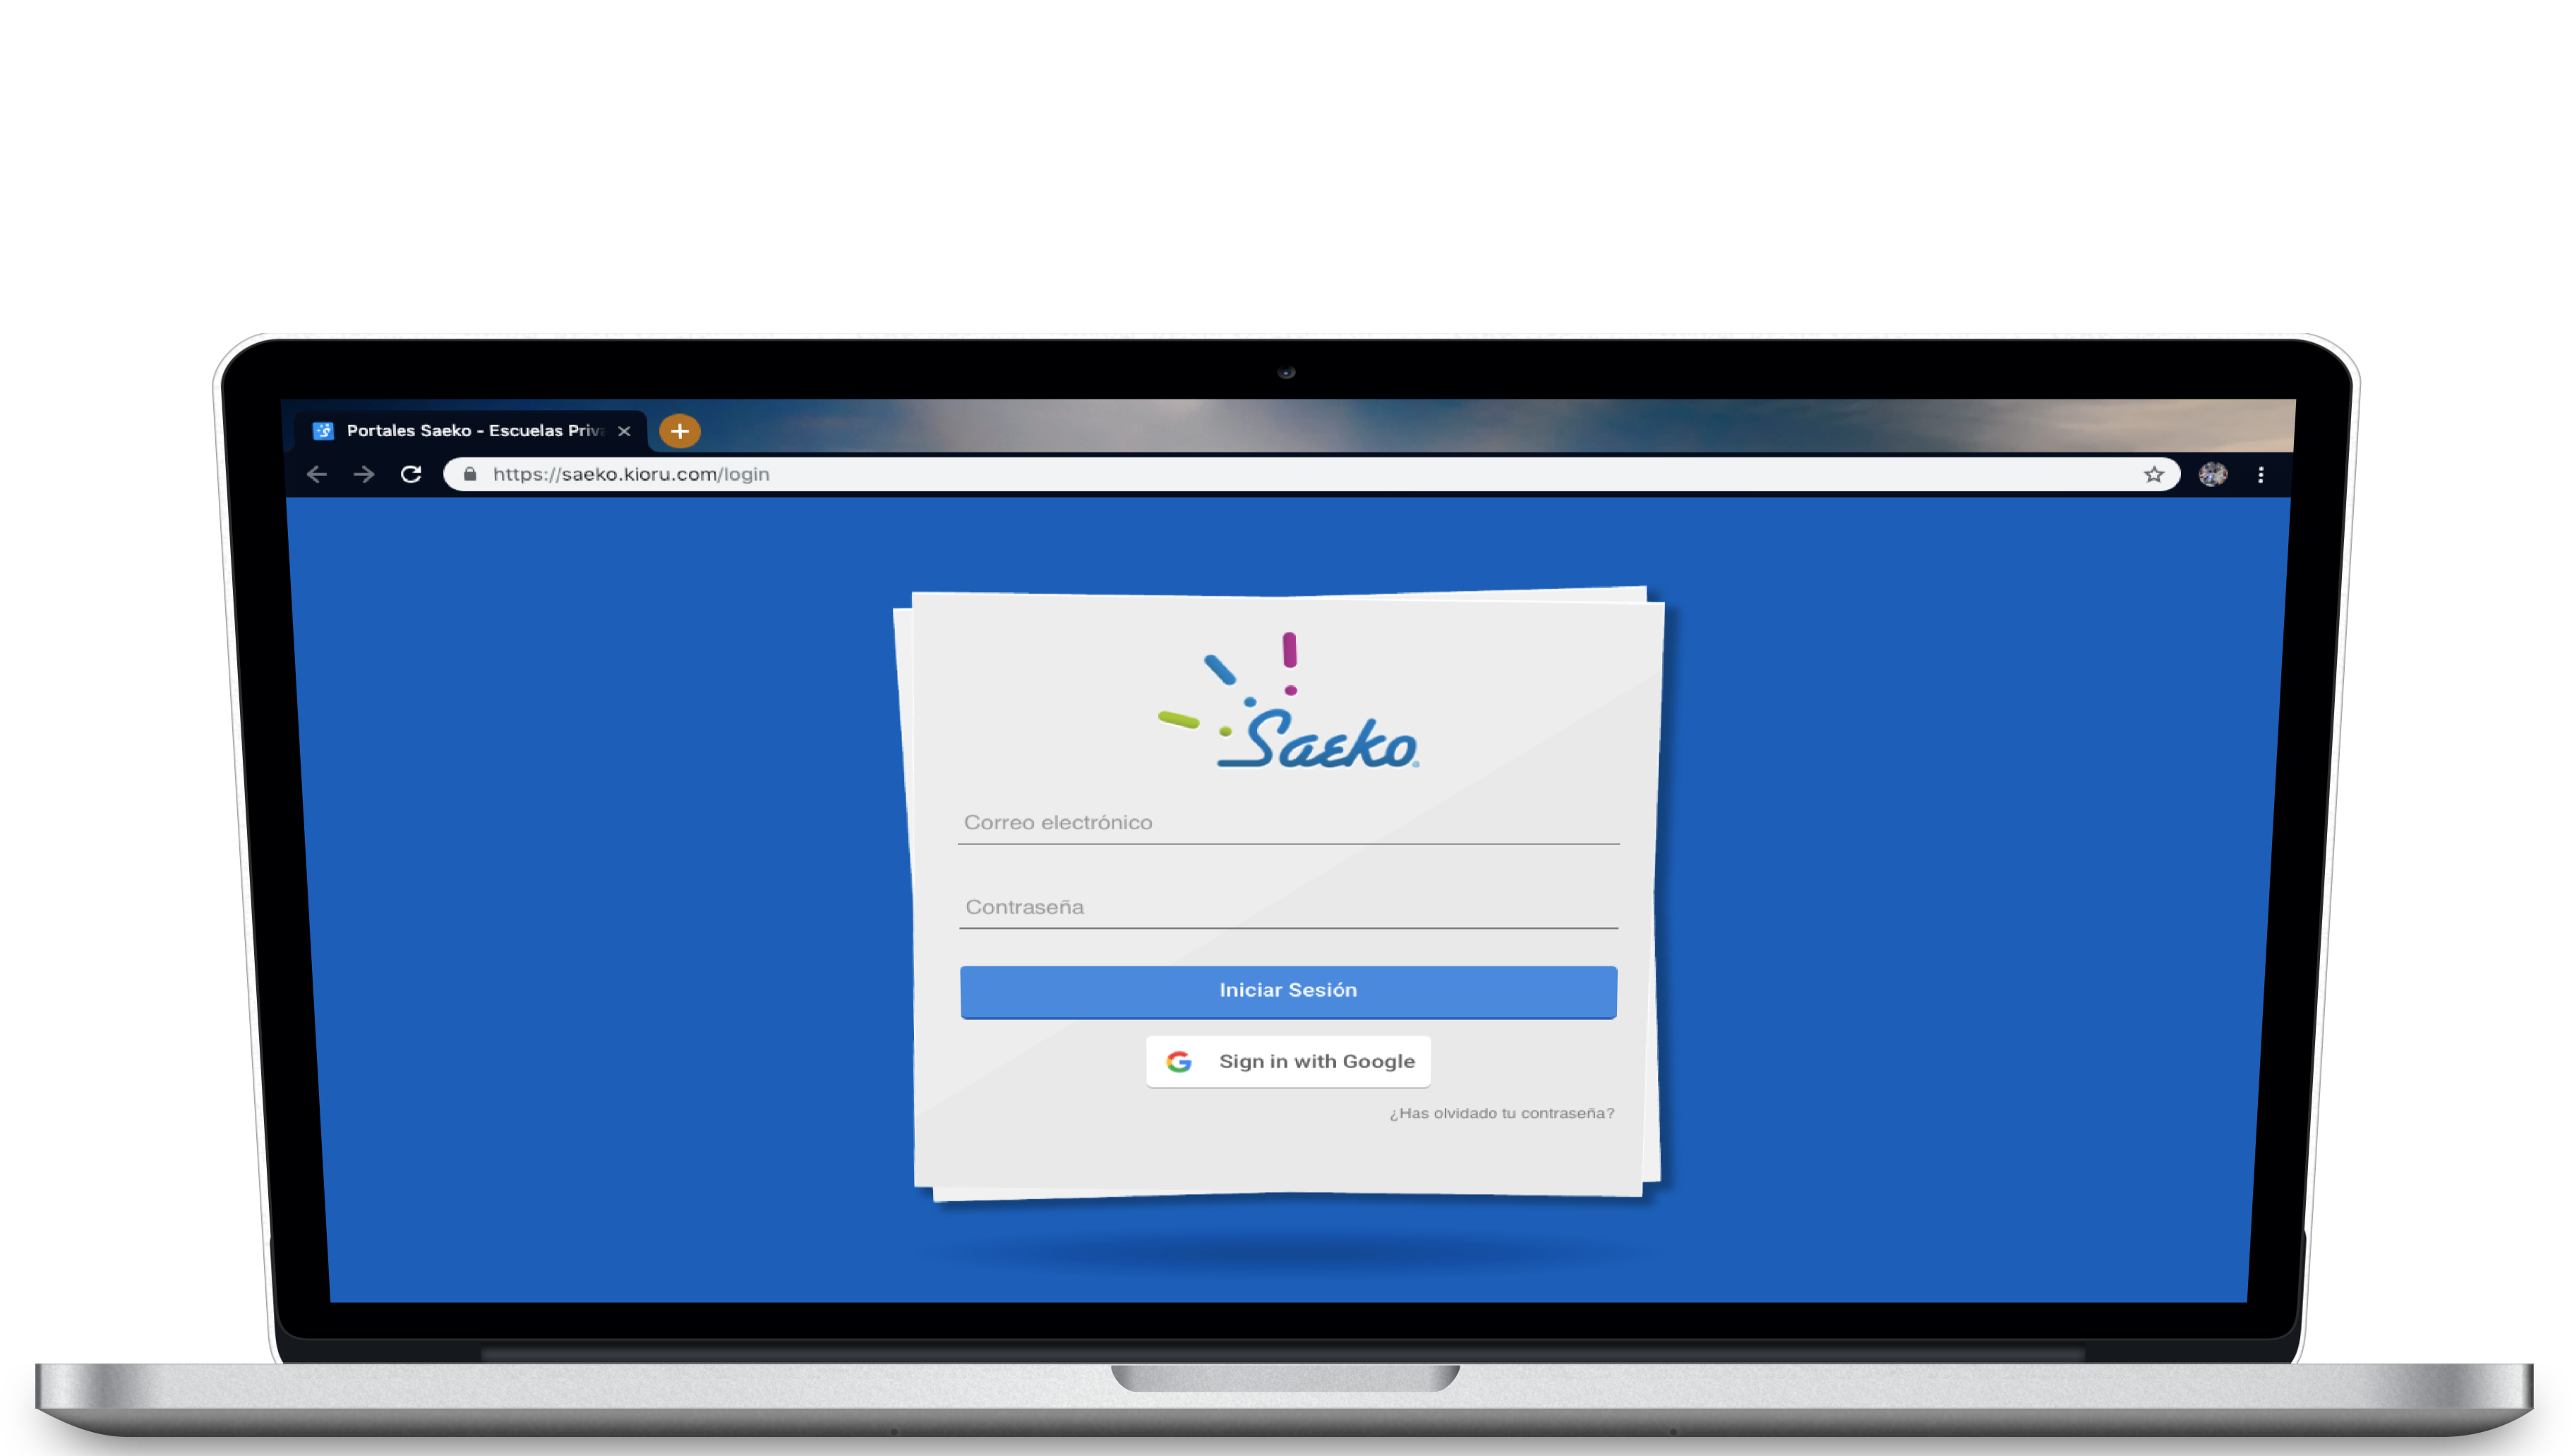 Portales Saeko - Escuelas Priv
https://saeko.kioru.com/login
Saeko
Correo electrónico
Contraseña
Iniciar Sesión
Sign in with Google
¿Has olvidado tu contraseña?